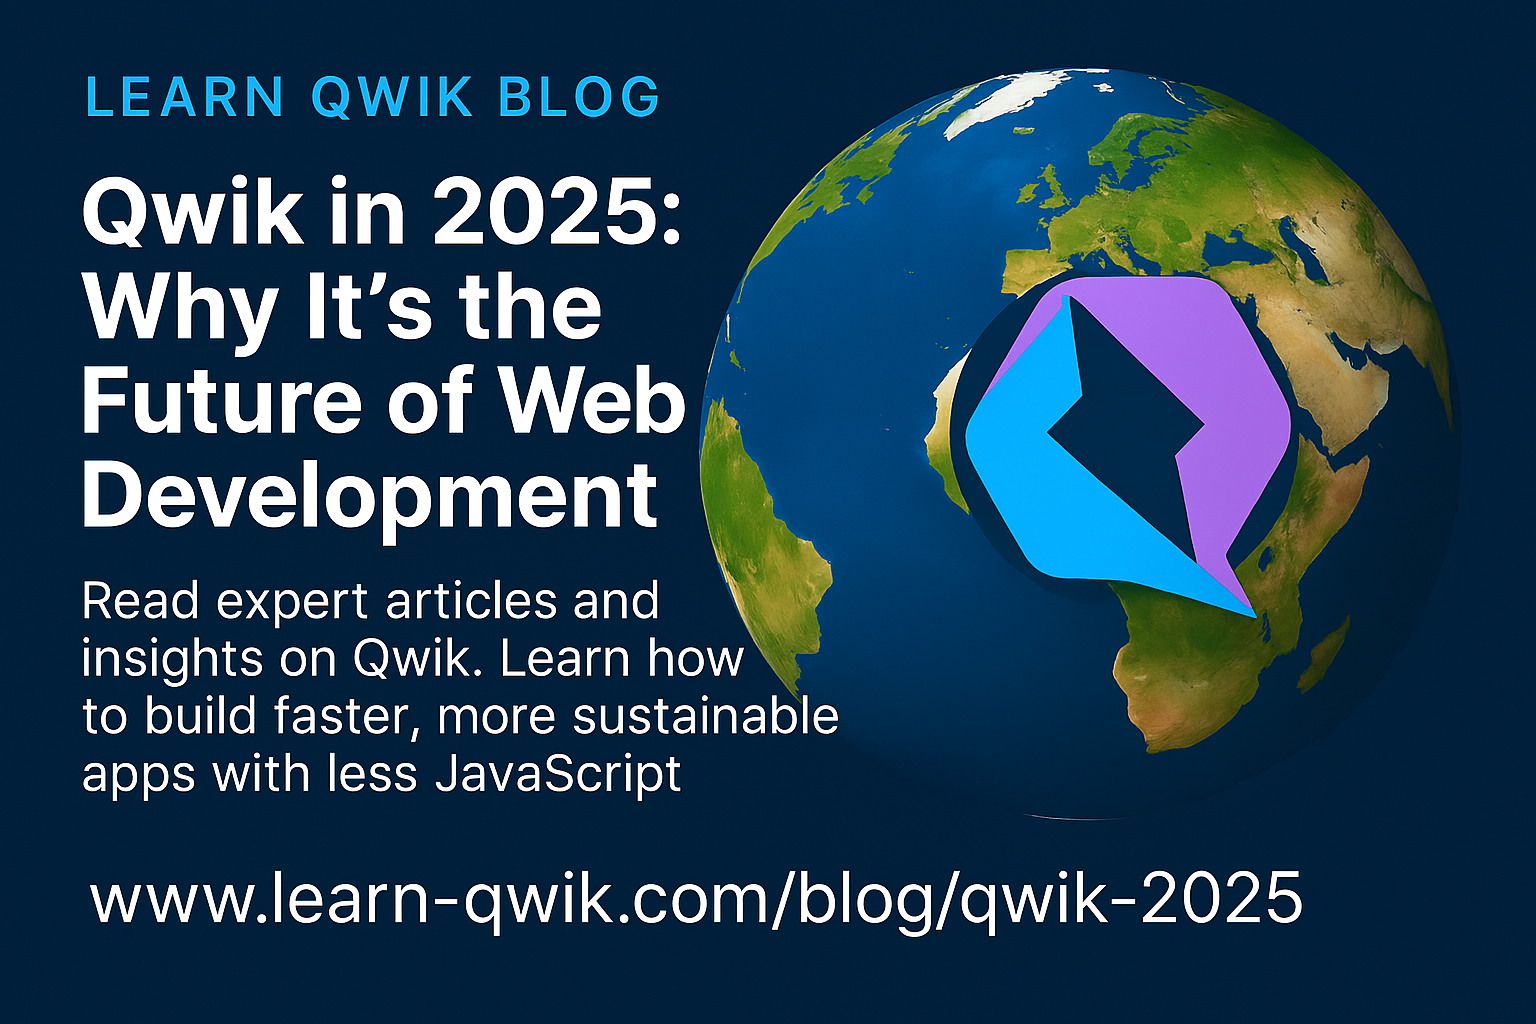 LEARN QWIK BLOG
Qwik in 2025:
Why It’s the
Future of Web
Development
Read expert articles and
insights on Qwik. Learn how
to build faster, more sustainable
apps with less JavaScript
www.learn-qwik.com/blog/qwik-2025